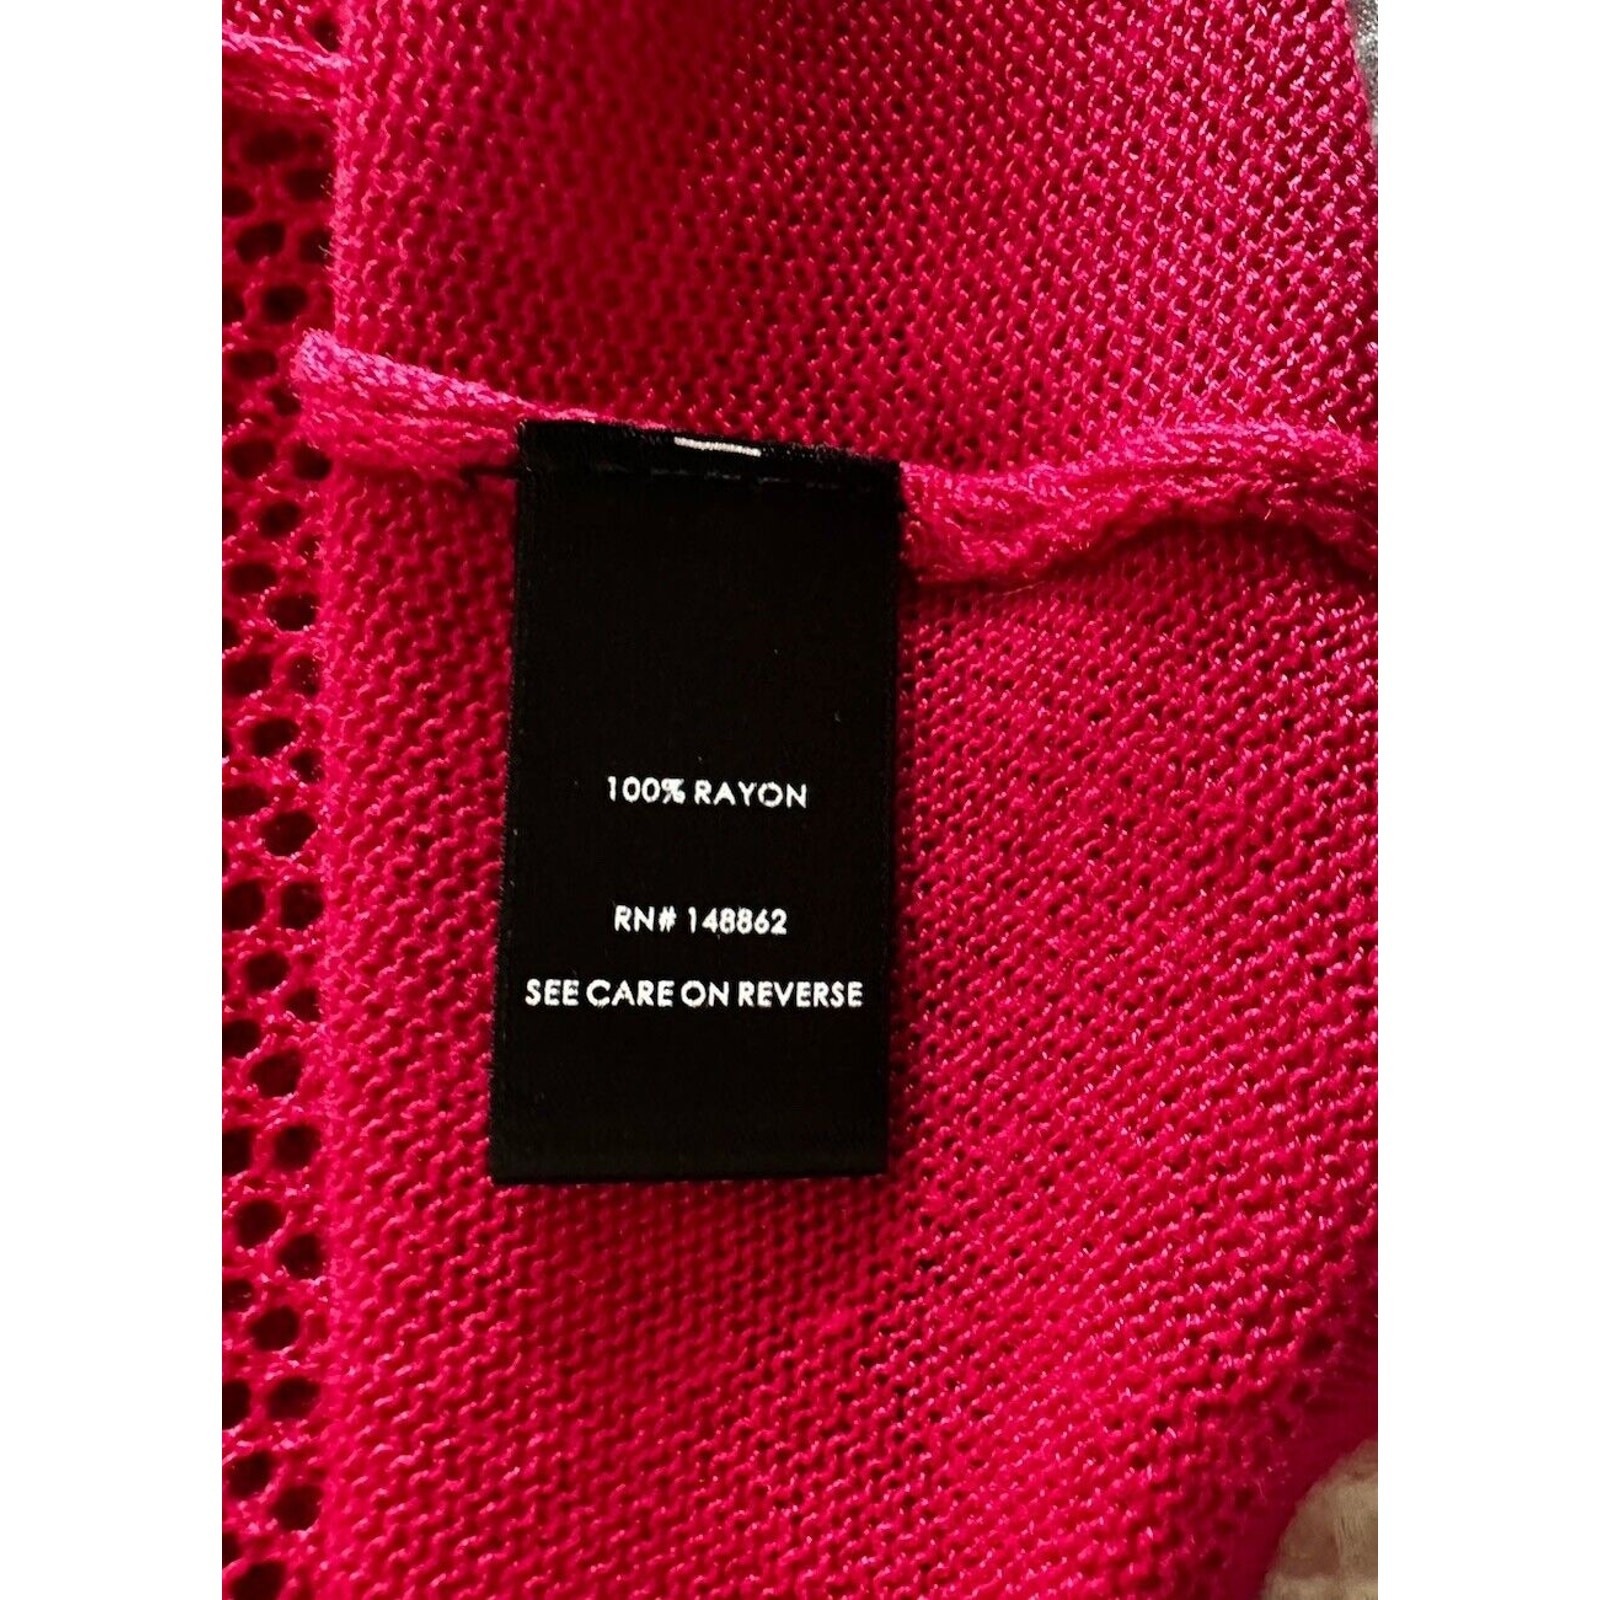 100% RAYON
RN# 148862
SEE CARE ON REVERSE